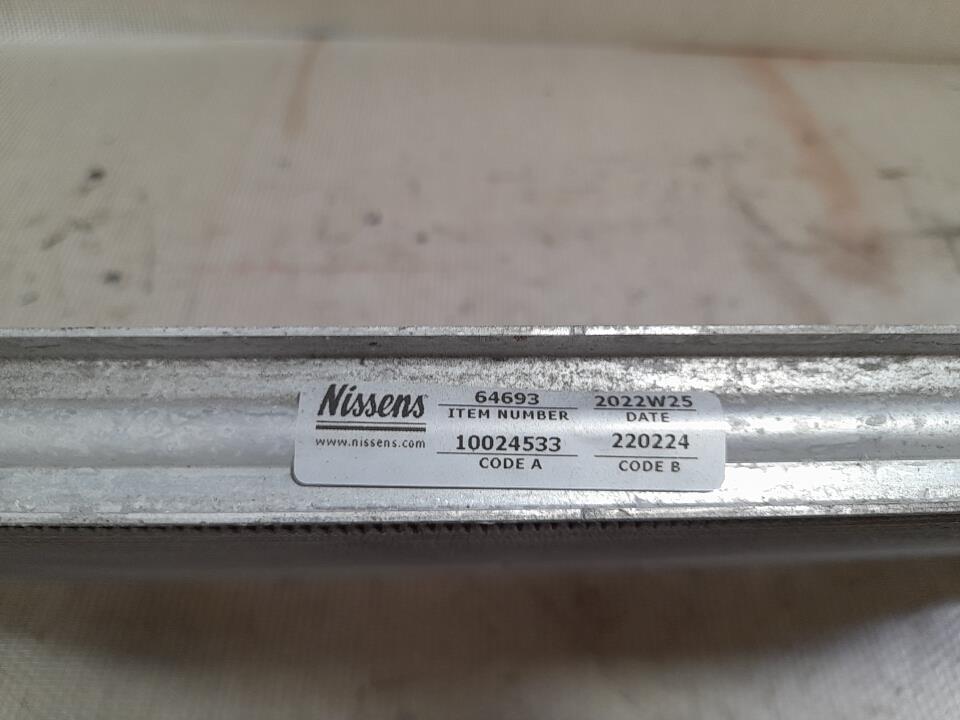 Nissens 64693 2022W25
ITEM NUMBER DATE
www.nissens.com 10024533 220224
CODE A CODE B